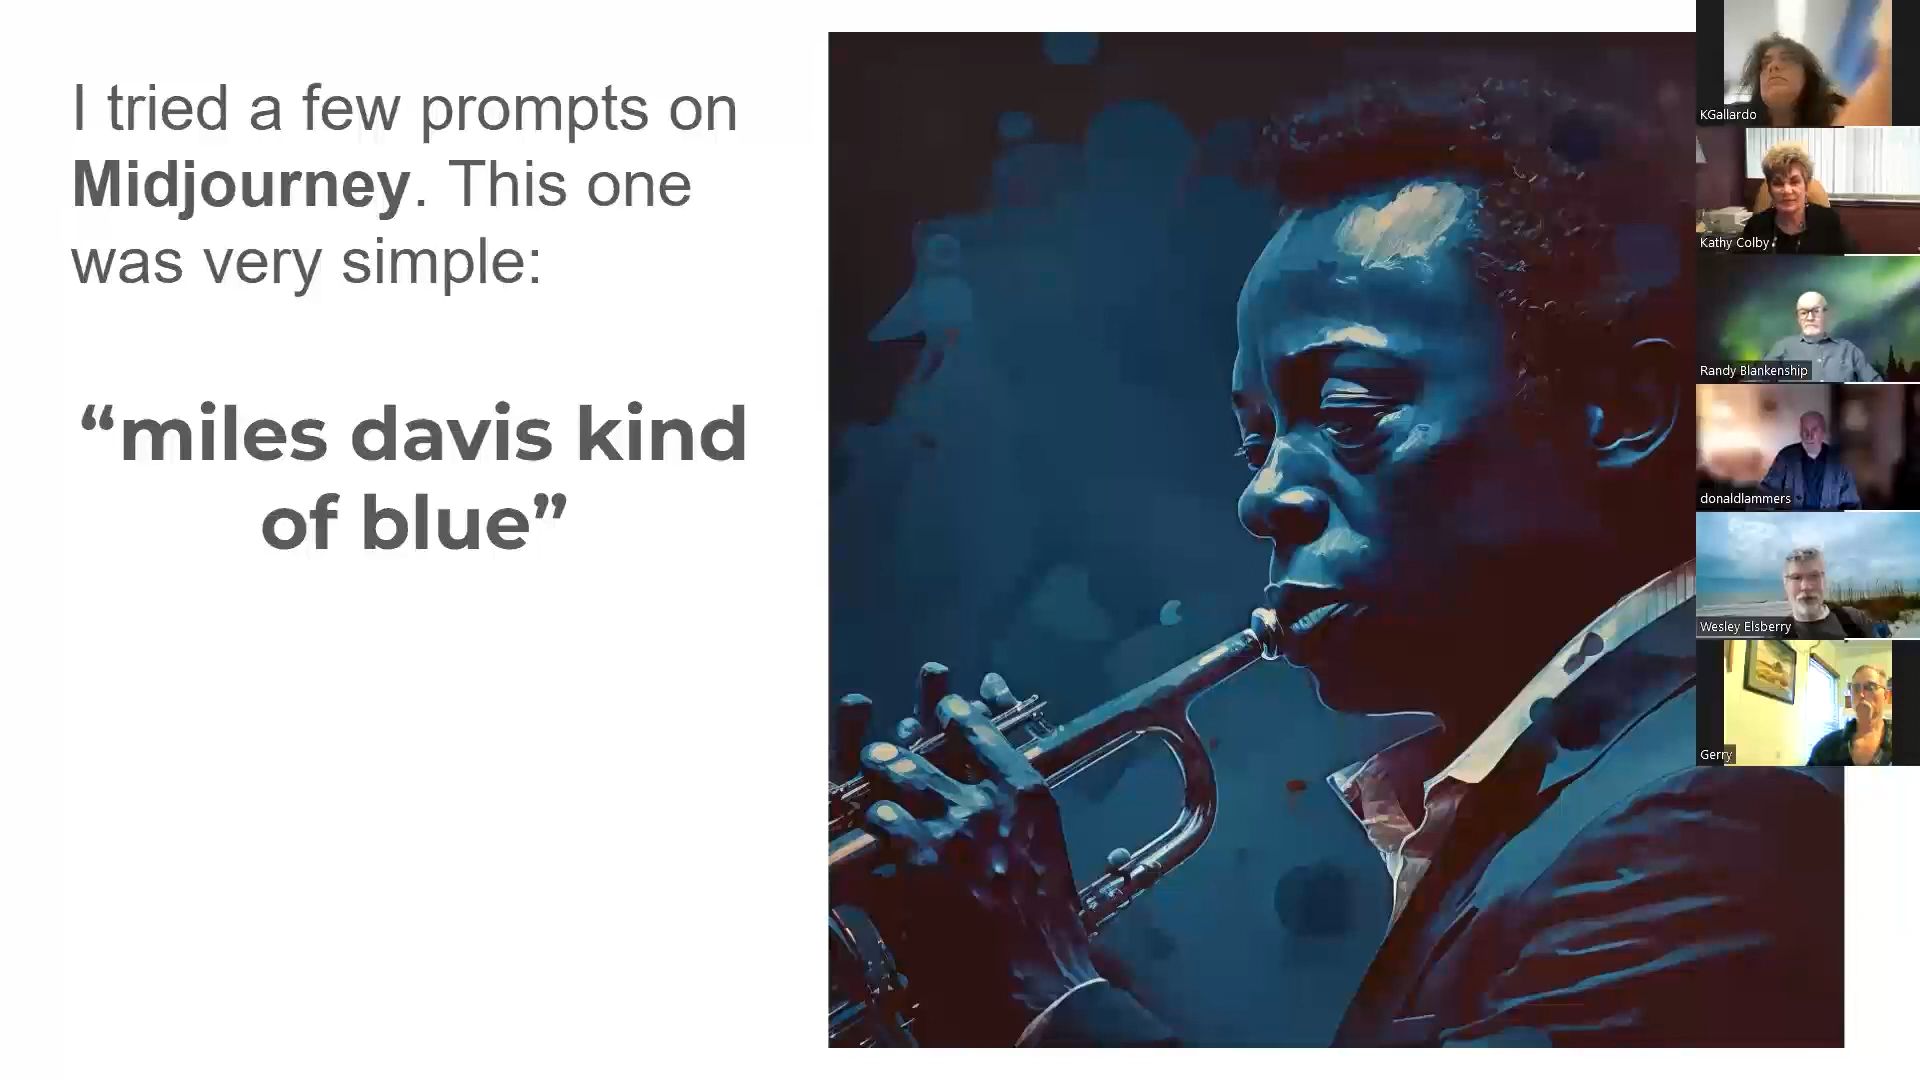 I tried a few prompts on
Midjourney. This one
was very simple:
“miles davis kind
of blue”
KGallardo
Kathy Colby
Randy Blankenship
donaldlammers
Wesley Elsberry
Gerry